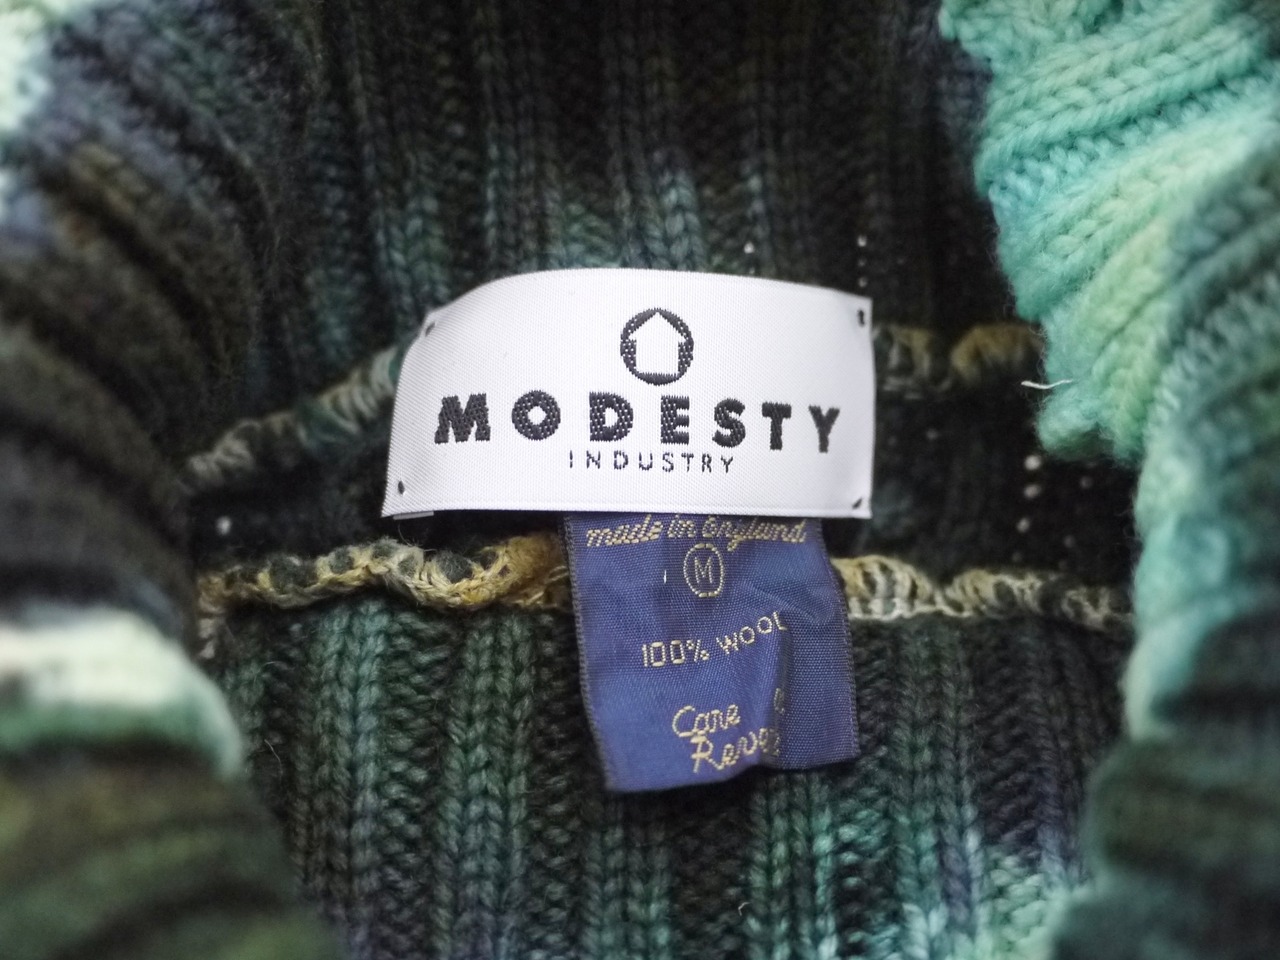 MODESTY
INDUSTRY
made in England
M
100% WOOL
Care